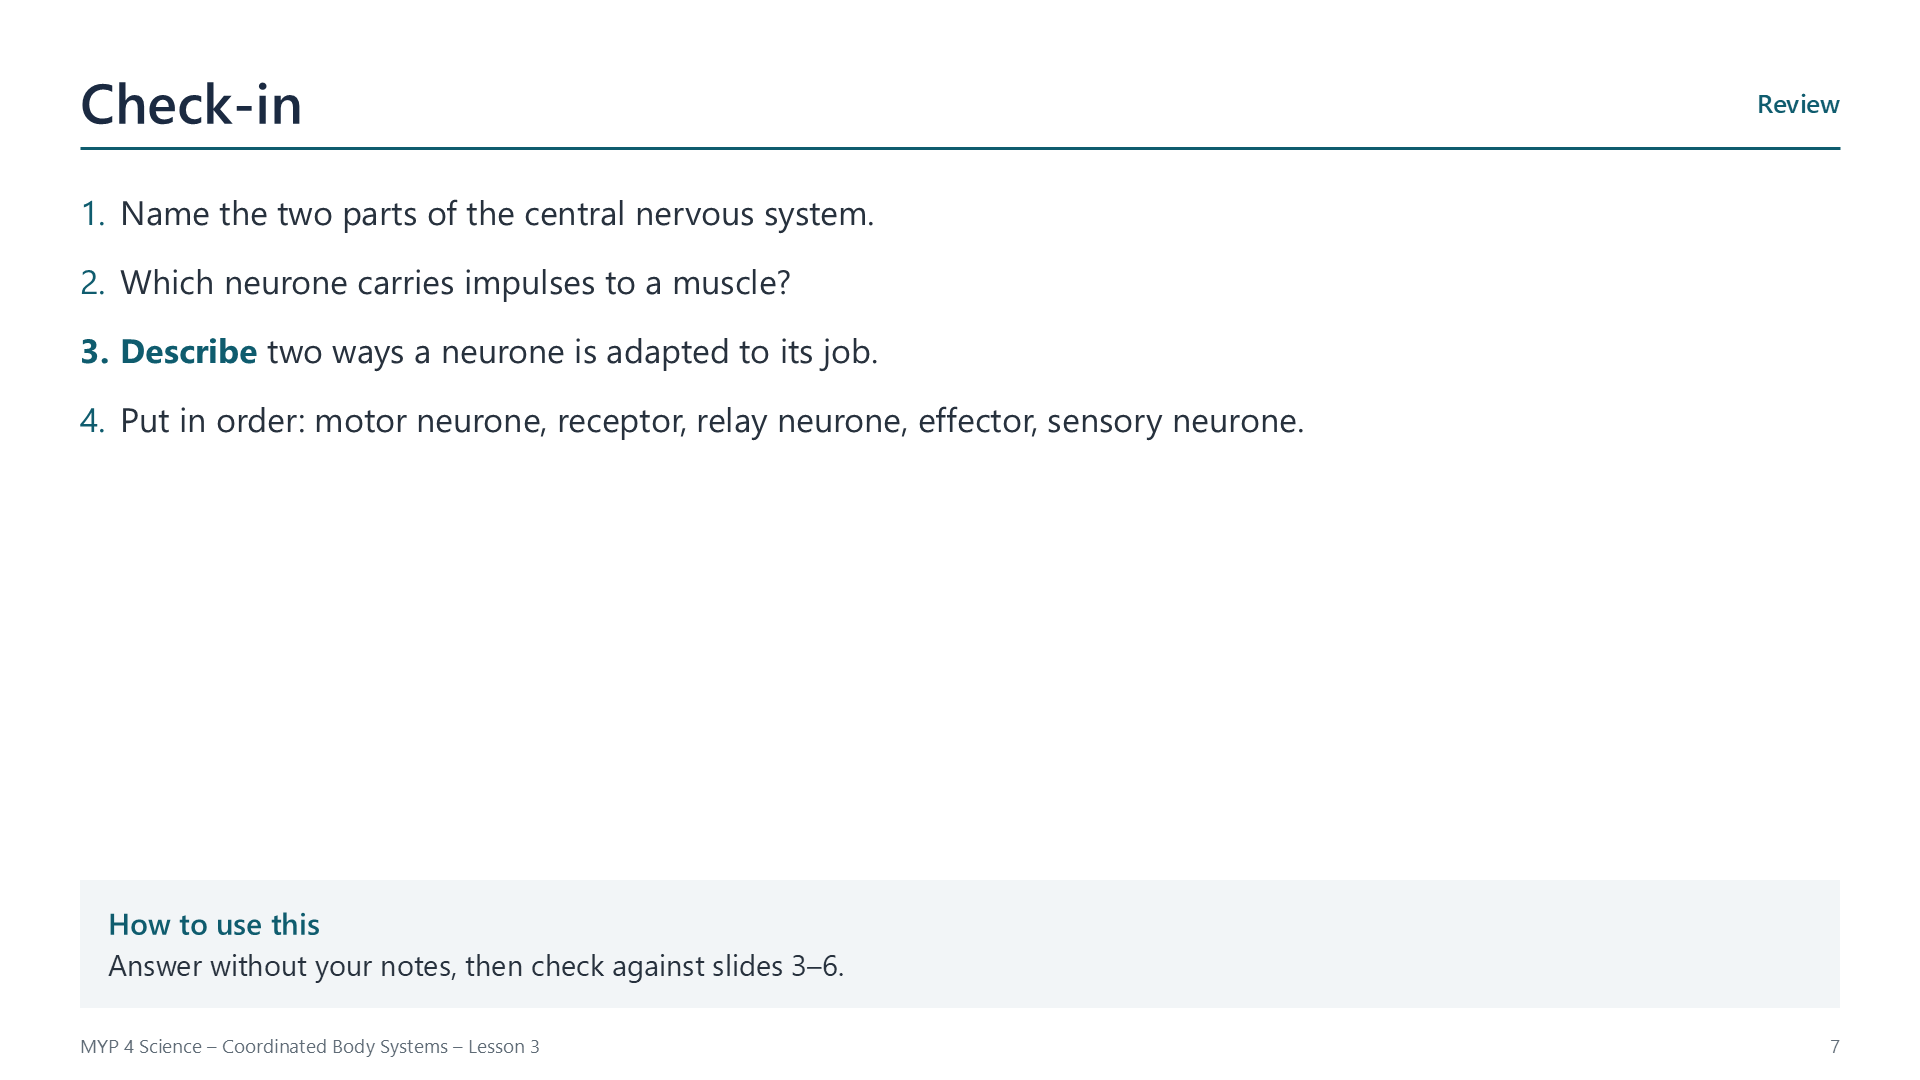 Check-in
Review
1. Name the two parts of the central nervous system.
2. Which neurone carries impulses to a muscle?
3. Describe two ways a neurone is adapted to its job.
4. Put in order: motor neurone, receptor, relay neurone, effector, sensory neurone.
How to use this
Answer without your notes, then check against slides 3–6.
MYP 4 Science – Coordinated Body Systems – Lesson 3
7